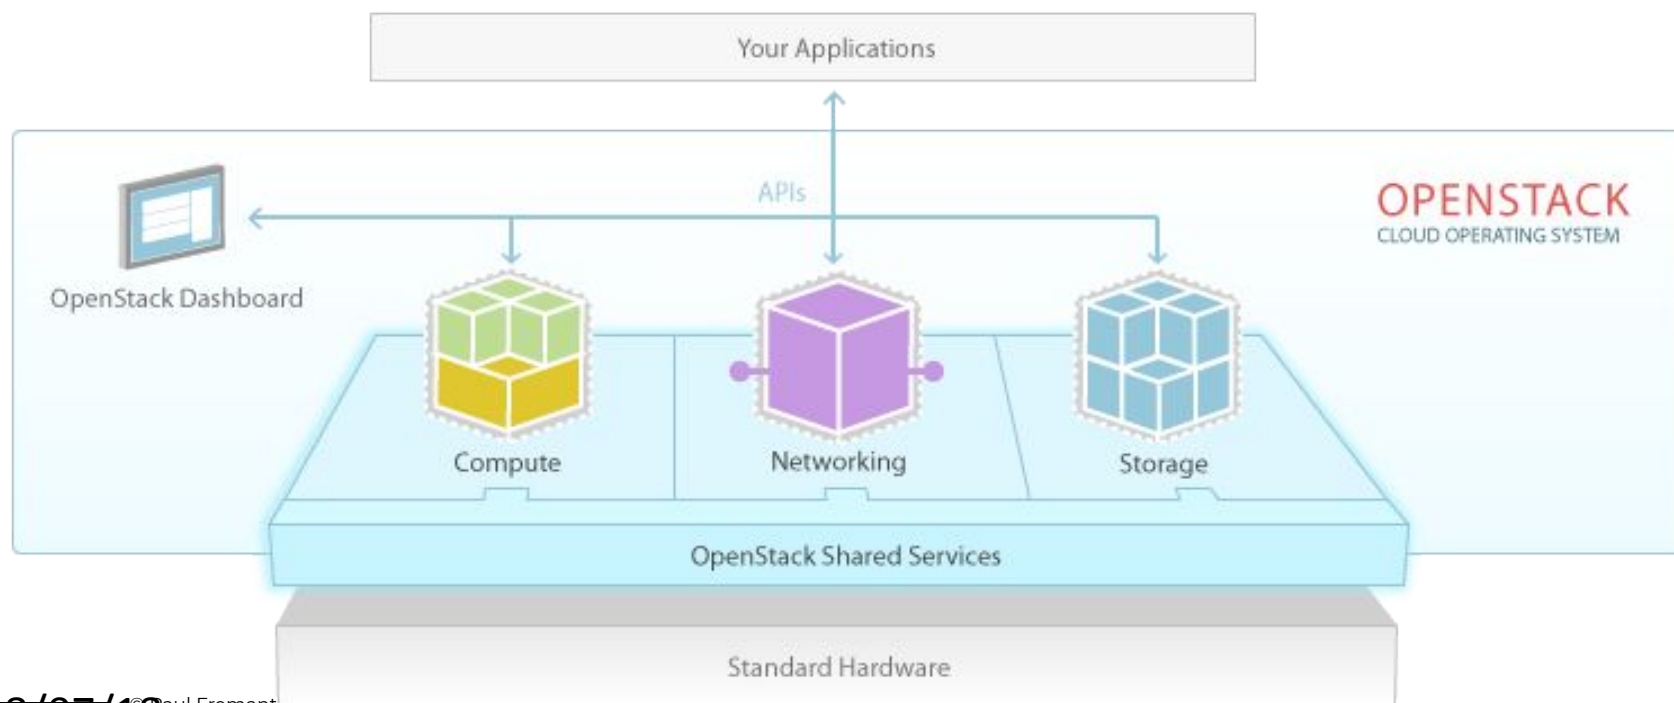 Your Applications
APIs
OPENSTACK
CLOUD OPERATING SYSTEM
OpenStack Dashboard
Compute
Networking
Storage
OpenStack Shared Services
Standard Hardware